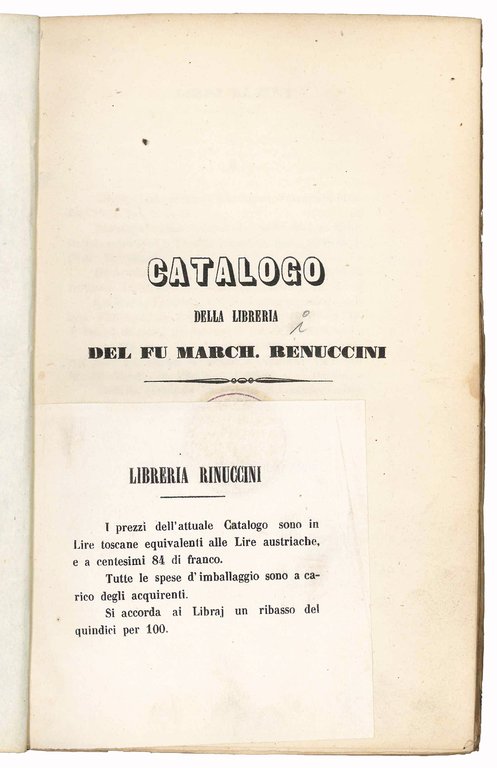 CATALOGO
DELLA LIBRERIA
i
DEL FU MARCH. RENUCCINI
LIBRERIA RINUCCINI
I prezzi dell'attuale Catalogo sono in
Lire toscane equivalenti alle Lire austriache,
e a centesimi 84 di franco.
Tutte le spese d'imballaggio sono a ca-
rico degli acquirenti.
Si accorda ai Libraj un ribasso del
quindici per 100.